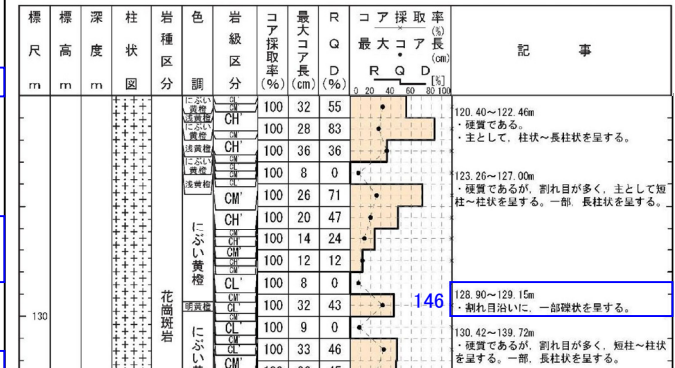 標尺m
標高m
深度m
柱状図
岩種区分
色調
岩級区分
コア採取率(%)
最大コア長(cm)
RQD(%)
コア採取率(%)
最大コア長(cm)
RQD[%]
0 20 40 60 80 100
記事
にぶい黄橙
浅黄橙
にぶい黄橙
浅黄橙
にぶい黄橙
浅黄橙
にぶい黄橙
明黄橙
にぶい黄
花崗斑岩
130
CH'
CH'
CM'
CH'
CL'
CL'
CM'
100 32 55
100 28 83
100 36 36
100 8 0
100 26 71
100 20 47
100 14 24
100 12 12
100 8 0
100 32 43
100 9 0
100 33 46
146
120.40～122.46m
・硬質である。
・主として、柱状～長柱状を呈する。
123.26～127.00m
・硬質であるが、割れ目が多く、主として短
柱～柱状を呈する。一部、長柱状を呈する。
128.90～129.15m
・割れ目沿いに、一部礫状を呈する。
130.42～139.72m
・硬質であるが、割れ目が多く、短柱～柱状
を呈する。一部、長柱状を呈する。